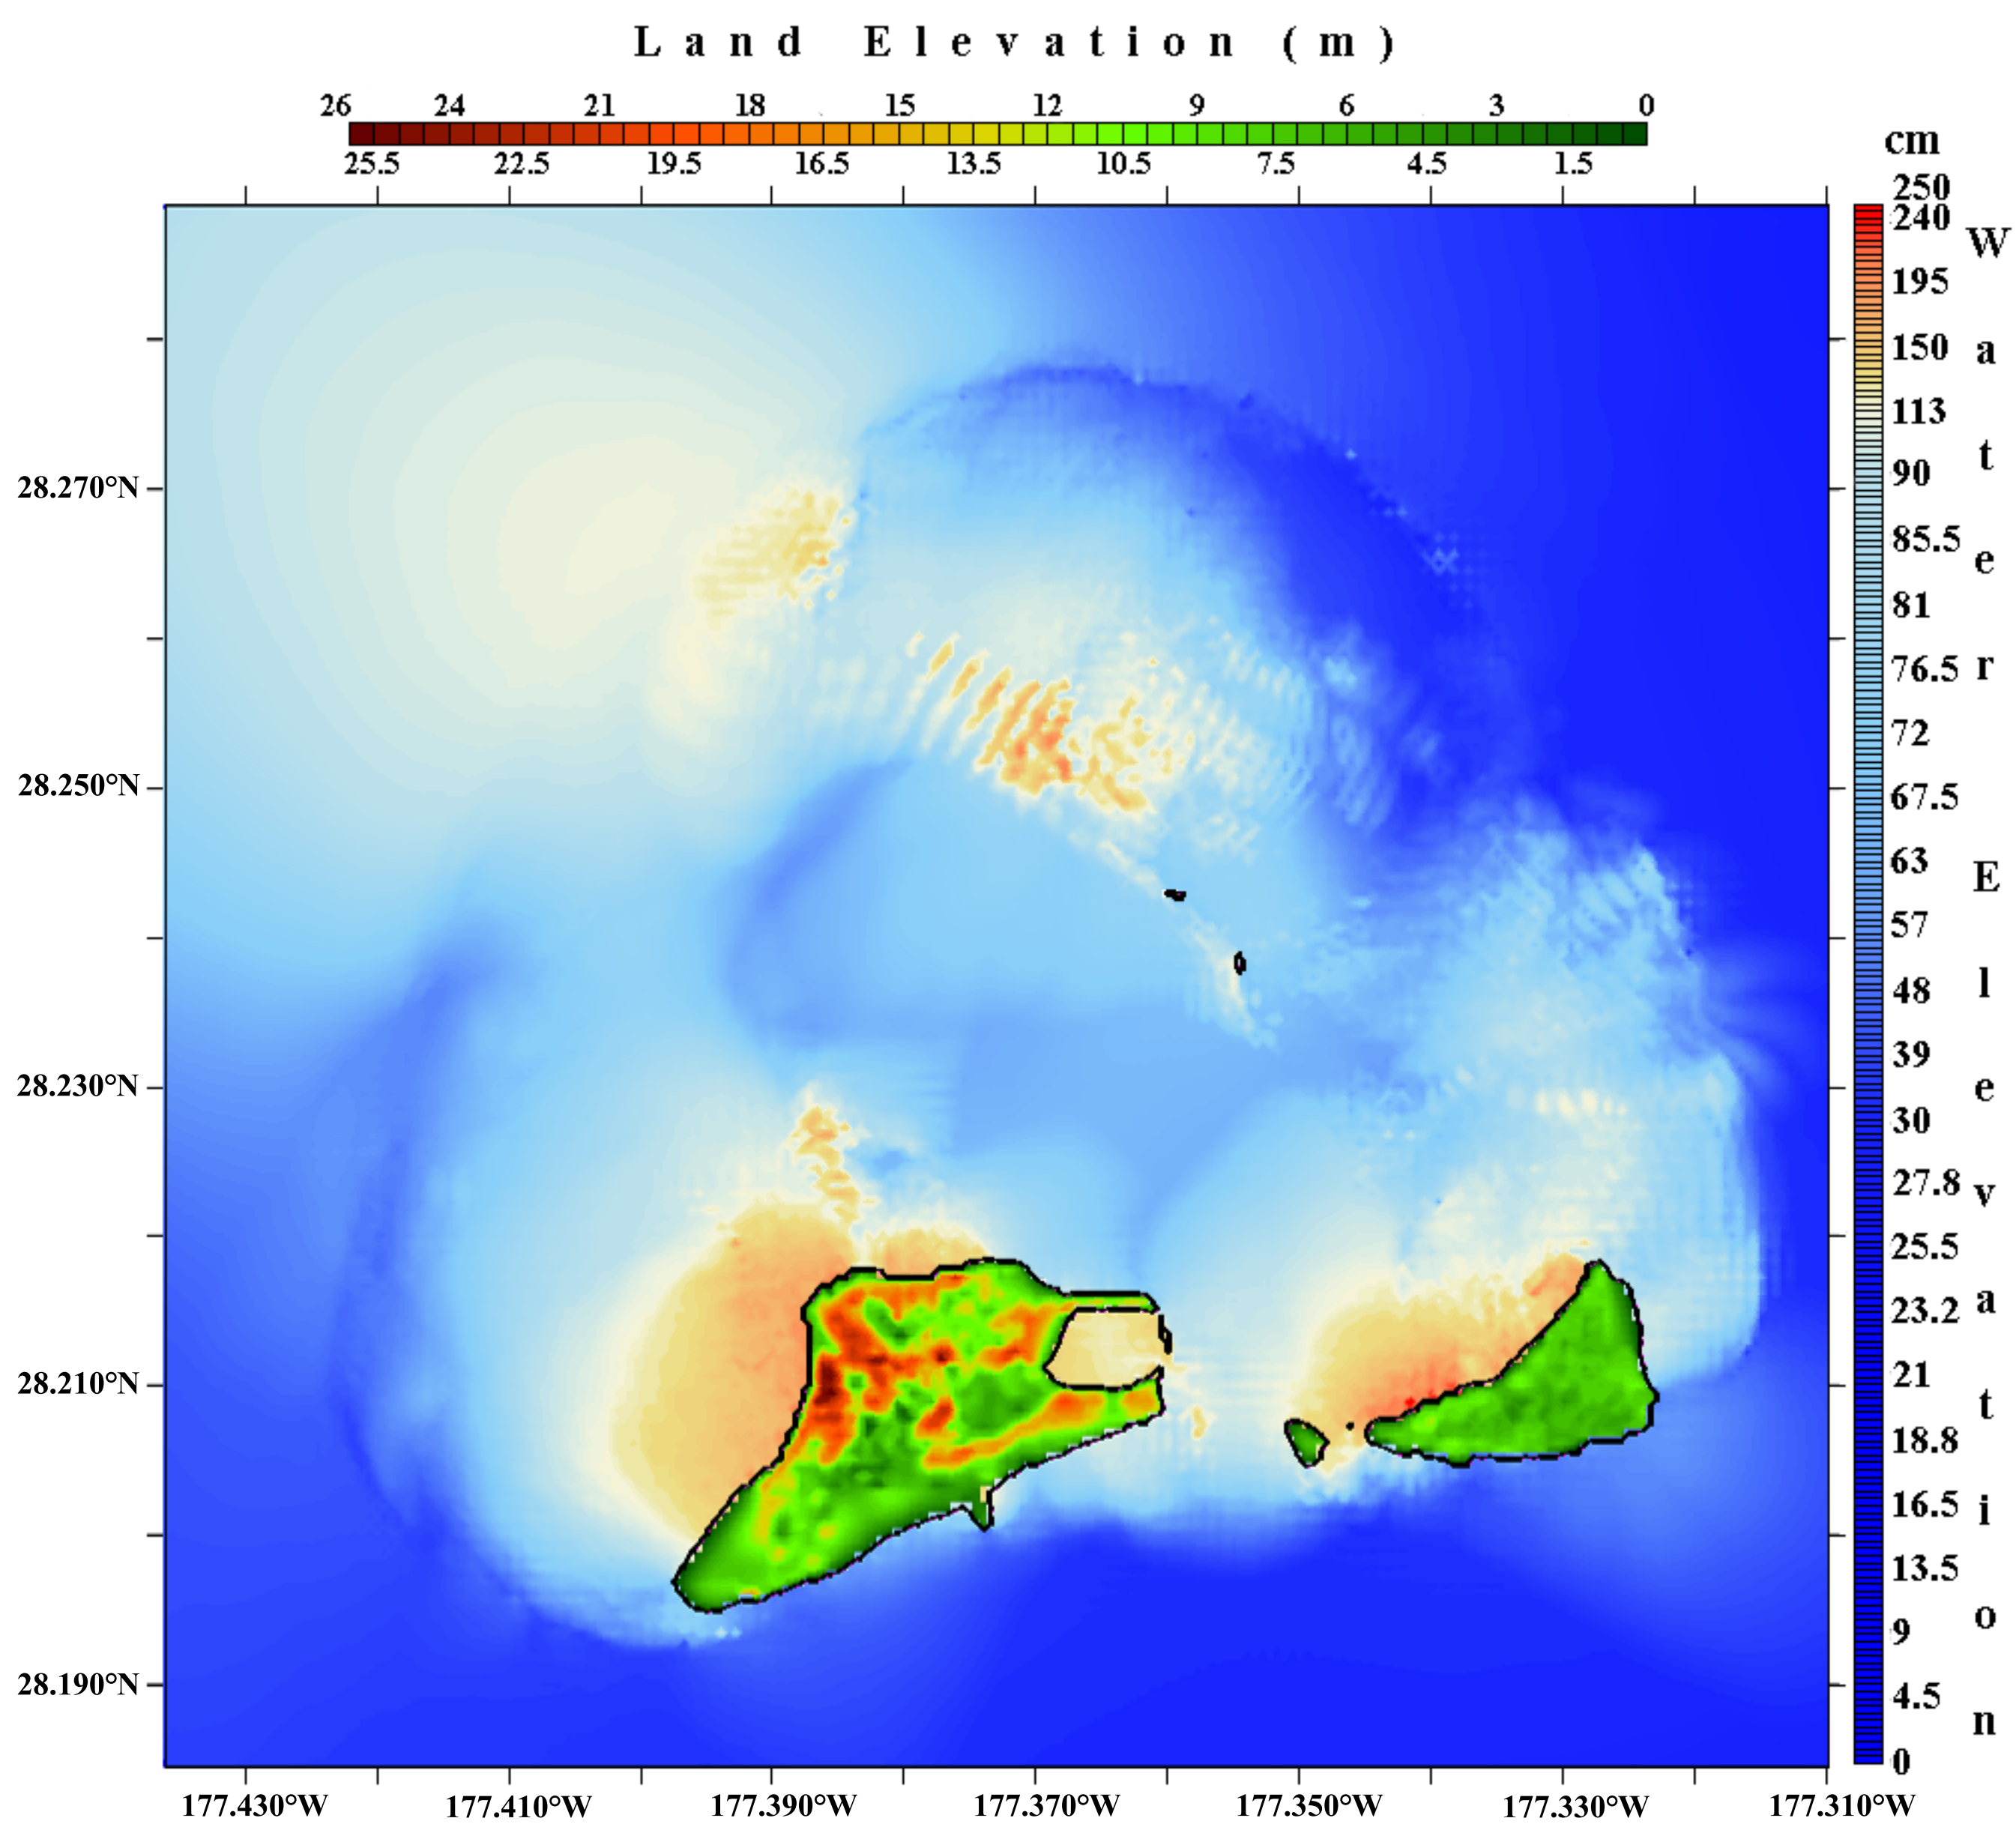 Land Elevation (m)
26 24 21 18 15 12 9 6 3 0
25.5 22.5 19.5 16.5 13.5 10.5 7.5 4.5 1.5
cm
250
240
195
150
113
90
85.5
81
76.5
72
67.5
63
57
48
39
30
27.8
25.5
23.2
21
18.8
16.5
13.5
9
4.5
0
Water Elevation
28.270°N
28.250°N
28.230°N
28.210°N
28.190°N
177.430°W 177.410°W 177.390°W 177.370°W 177.350°W 177.330°W 177.310°W